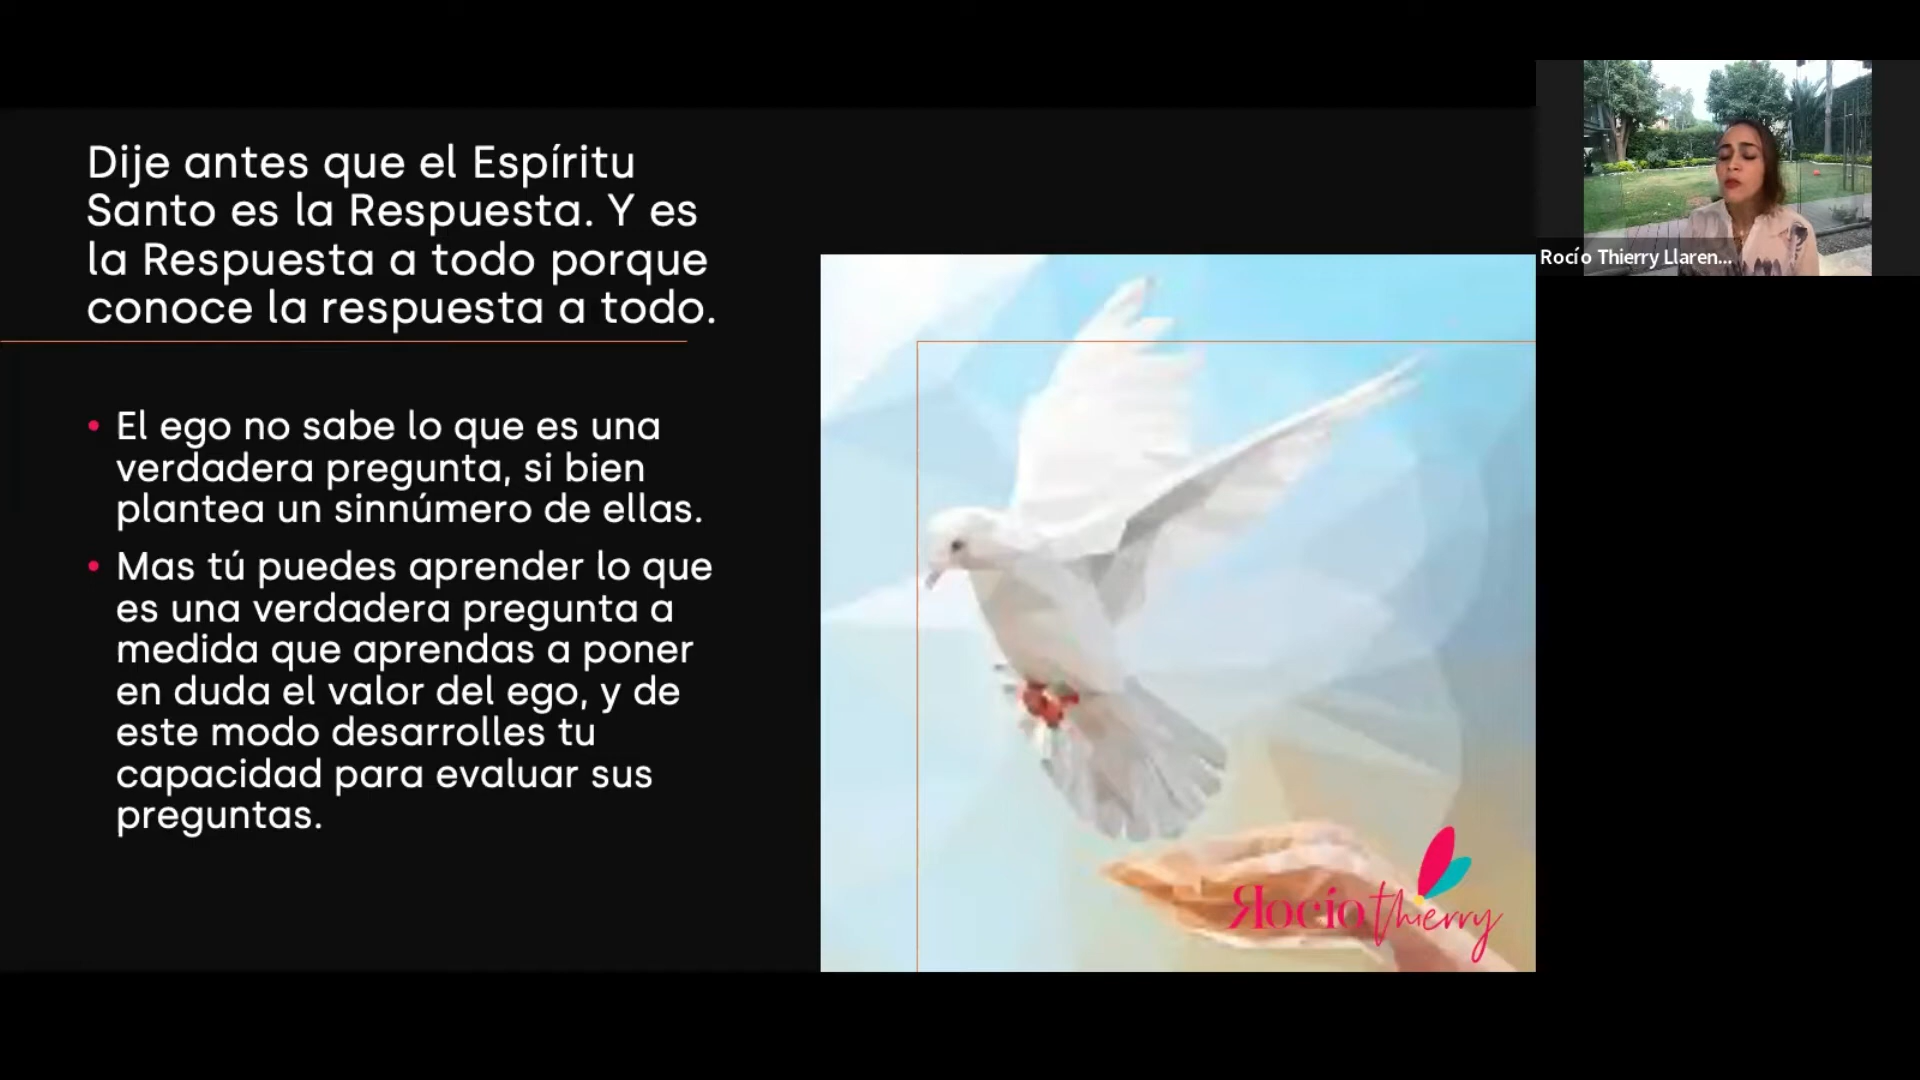 Dije antes que el Espíritu
Santo es la Respuesta. Y es
la Respuesta a todo porque
conoce la respuesta a todo.
• El ego no sabe lo que es una
verdadera pregunta, si bien
plantea un sinnúmero de ellas.
• Mas tú puedes aprender lo que
es una verdadera pregunta a
medida que aprendas a poner
en duda el valor del ego, y de
este modo desarrolles tu
capacidad para evaluar sus
preguntas.
Rocío Thierry Llaren...
Rocío thierry